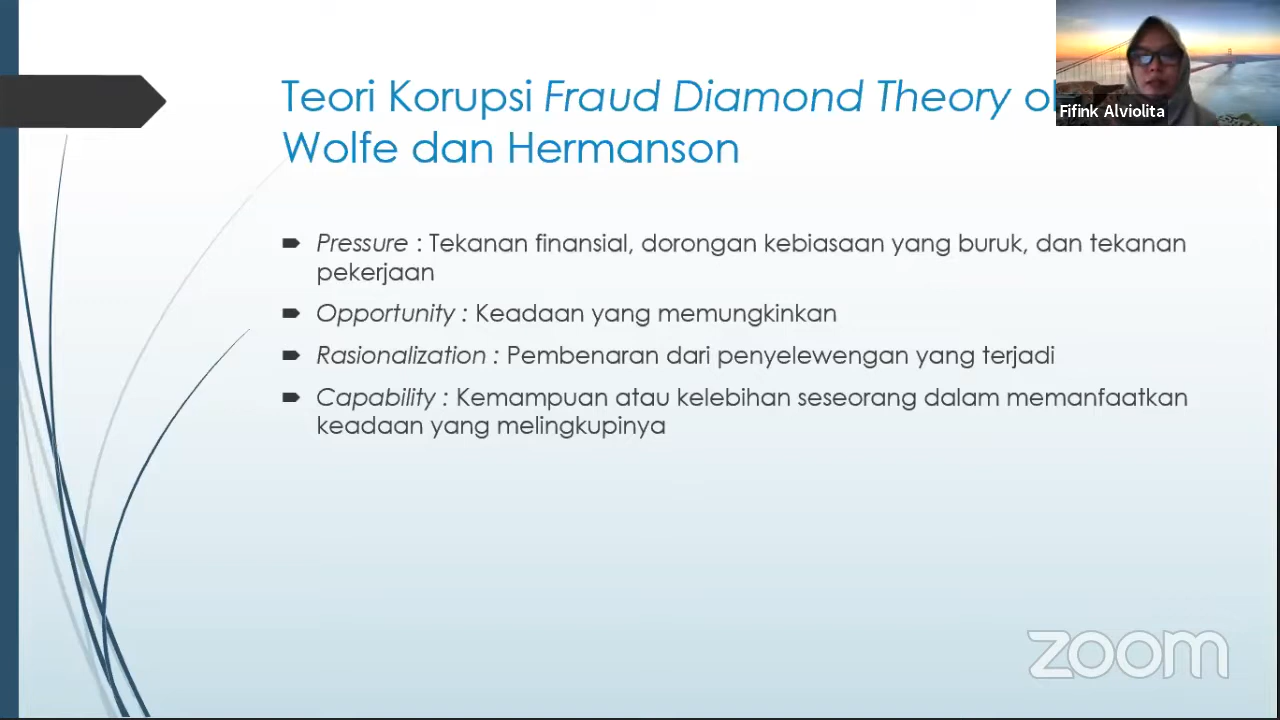 Teori Korupsi Fraud Diamond Theory
Wolfe dan Hermanson
Fifink Alviolita
Pressure : Tekanan finansial, dorongan kebiasaan yang buruk, dan tekanan
pekerjaan
Opportunity : Keadaan yang memungkinkan
Rasionalization : Pembenaran dari penyelewengan yang terjadi
Capability : Kemampuan atau kelebihan seseorang dalam memanfaatkan
keadaan yang melingkupinya
zoom